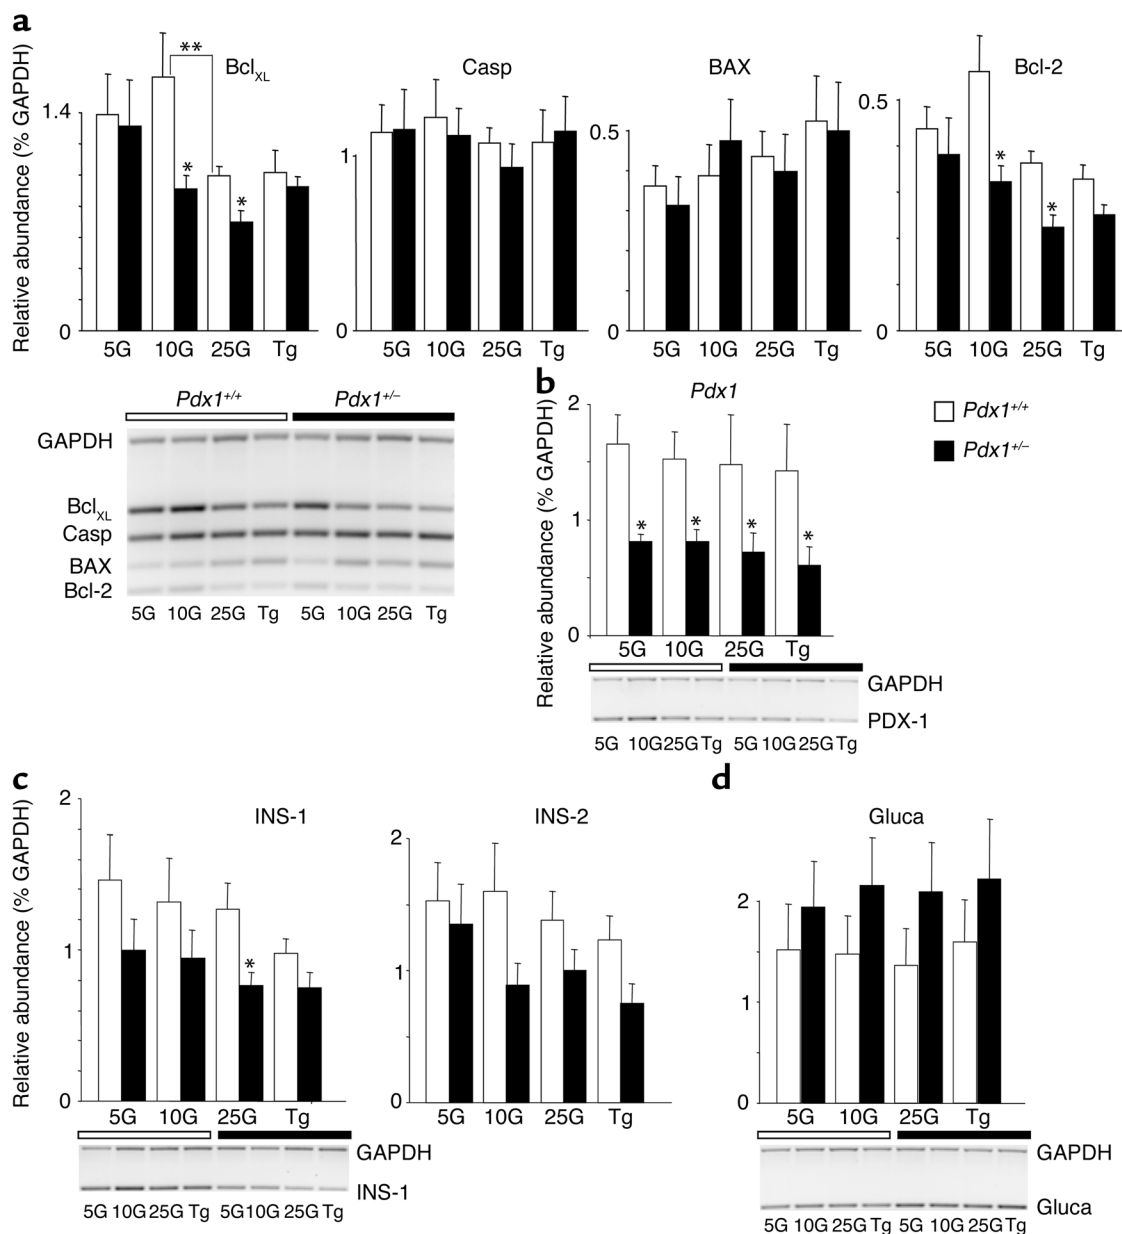 a
Relative abundance (% GAPDH)
BclXL
Casp
BAX
Bcl-2
**
1.4
0
* *
5G 10G 25G Tg
1
0
5G 10G 25G Tg
0.5
0
5G 10G 25G Tg
0.5
0
* *
5G 10G 25G Tg
Pdx1+/+ Pdx1+/–
GAPDH
BclXL
Casp
BAX
Bcl-2
5G 10G 25G Tg 5G 10G 25G Tg
b
Pdx1
Relative abundance (% GAPDH)
2
1
0
* * * *
5G 10G 25G Tg
GAPDH
PDX-1
5G 10G 25G Tg 5G 10G 25G Tg
Pdx1+/+
Pdx1+/–
c
Relative abundance (% GAPDH)
INS-1
2
1
0
*
5G 10G 25G Tg
GAPDH
INS-1
5G 10G 25G Tg 5G 10G 25G Tg
INS-2
2
1
0
5G 10G 25G Tg
d
Gluca
2
1
0
5G 10G 25G Tg
GAPDH
Gluca
5G 10G 25G Tg 5G 10G 25G Tg